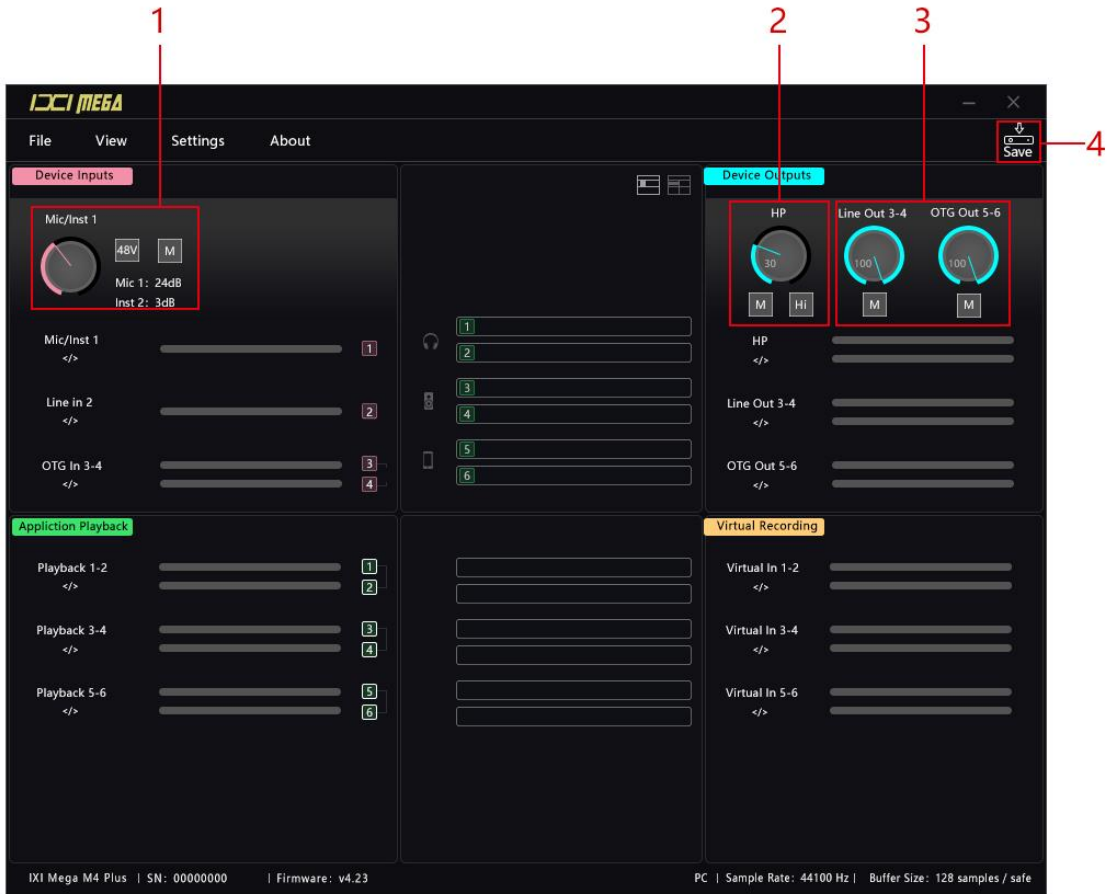 1
2
3
IXI MEGA
File View Settings About
Save
4
Device Inputs
Device Outputs
Mic/Inst 1
48V M
Mic 1: 24dB
Inst 2: 3dB
HP
30
M Hi
Line Out 3-4
100
M
OTG Out 5-6
100
M
Mic/Inst 1
</>
1
Line in 2
</>
2
OTG In 3-4
</>
3
4
1
2
3
4
5
6
HP
</>
Line Out 3-4
</>
OTG Out 5-6
</>
Appliction Playback
Playback 1-2
</>
1
2
Playback 3-4
</>
3
4
Playback 5-6
</>
5
6
Virtual Recording
Virtual In 1-2
</>
Virtual In 3-4
</>
Virtual In 5-6
</>
IXI Mega M4 Plus | SN: 00000000 | Firmware: v4.23
PC | Sample Rate: 44100 Hz | Buffer Size: 128 samples / safe